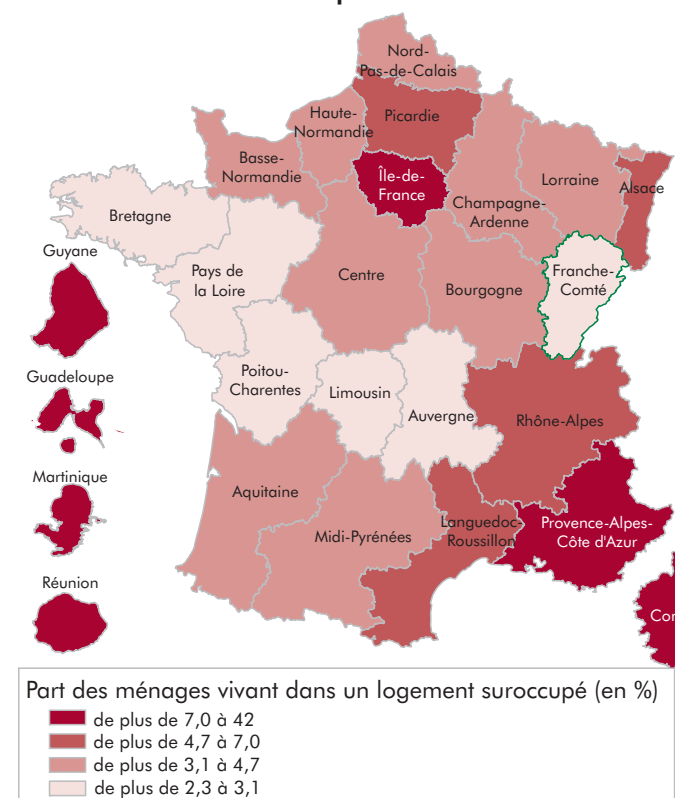 Nord-
Pas-de-Calais
Haute-
Normandie
Picardie
Basse-
Normandie
Île-de-
France
Champagne-
Ardenne
Lorraine
Alsace
Bretagne
Pays de
la Loire
Centre
Bourgogne
Franche-
Comté
Guyane
Poitou-
Charentes
Limousin
Auvergne
Rhône-Alpes
Guadeloupe
Martinique
Aquitaine
Midi-Pyrénées
Languedoc-
Roussillon
Provence-Alpes-
Côte d'Azur
Réunion
Cor
Part des ménages vivant dans un logement suroccupé (en %)
de plus de 7,0 à 42
de plus de 4,7 à 7,0
de plus de 3,1 à 4,7
de plus de 2,3 à 3,1